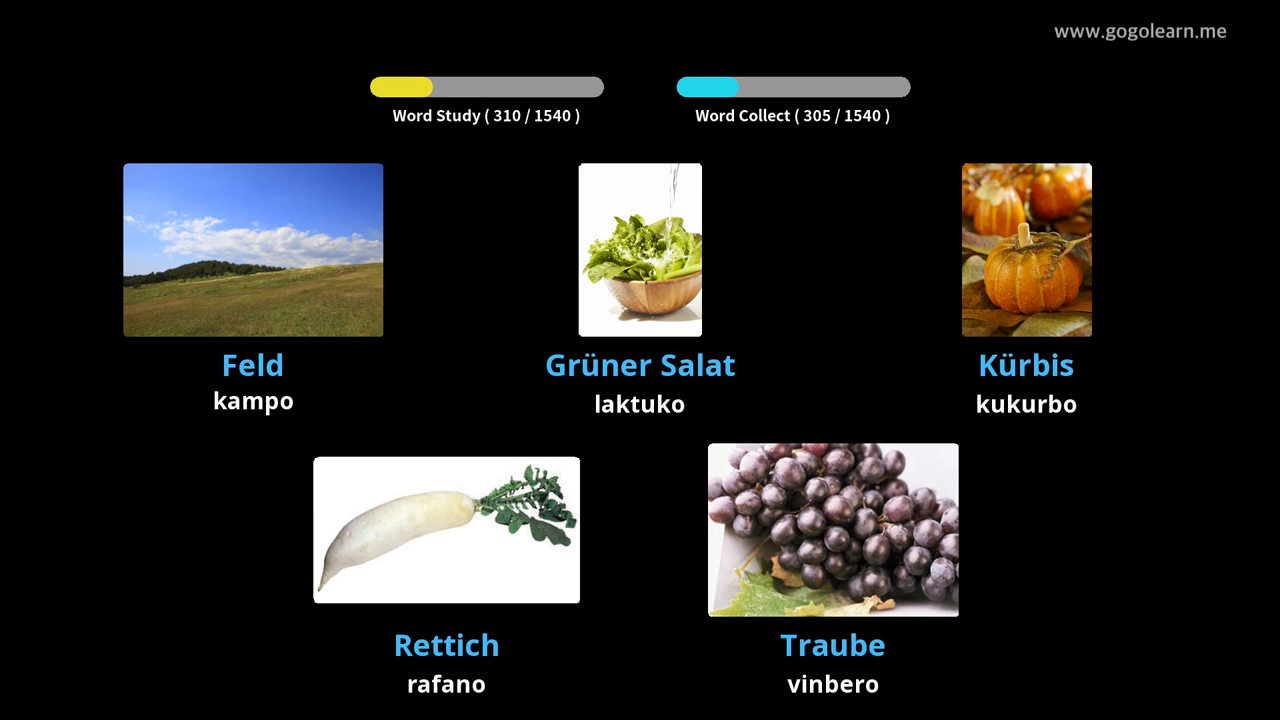 www.gogolearn.me
Word Study ( 310 / 1540 )
Word Collect ( 305 / 1540 )
Feld
kampo
Grüner Salat
laktuko
Kürbis
kukurbo
Rettich
rafano
Traube
vinbero